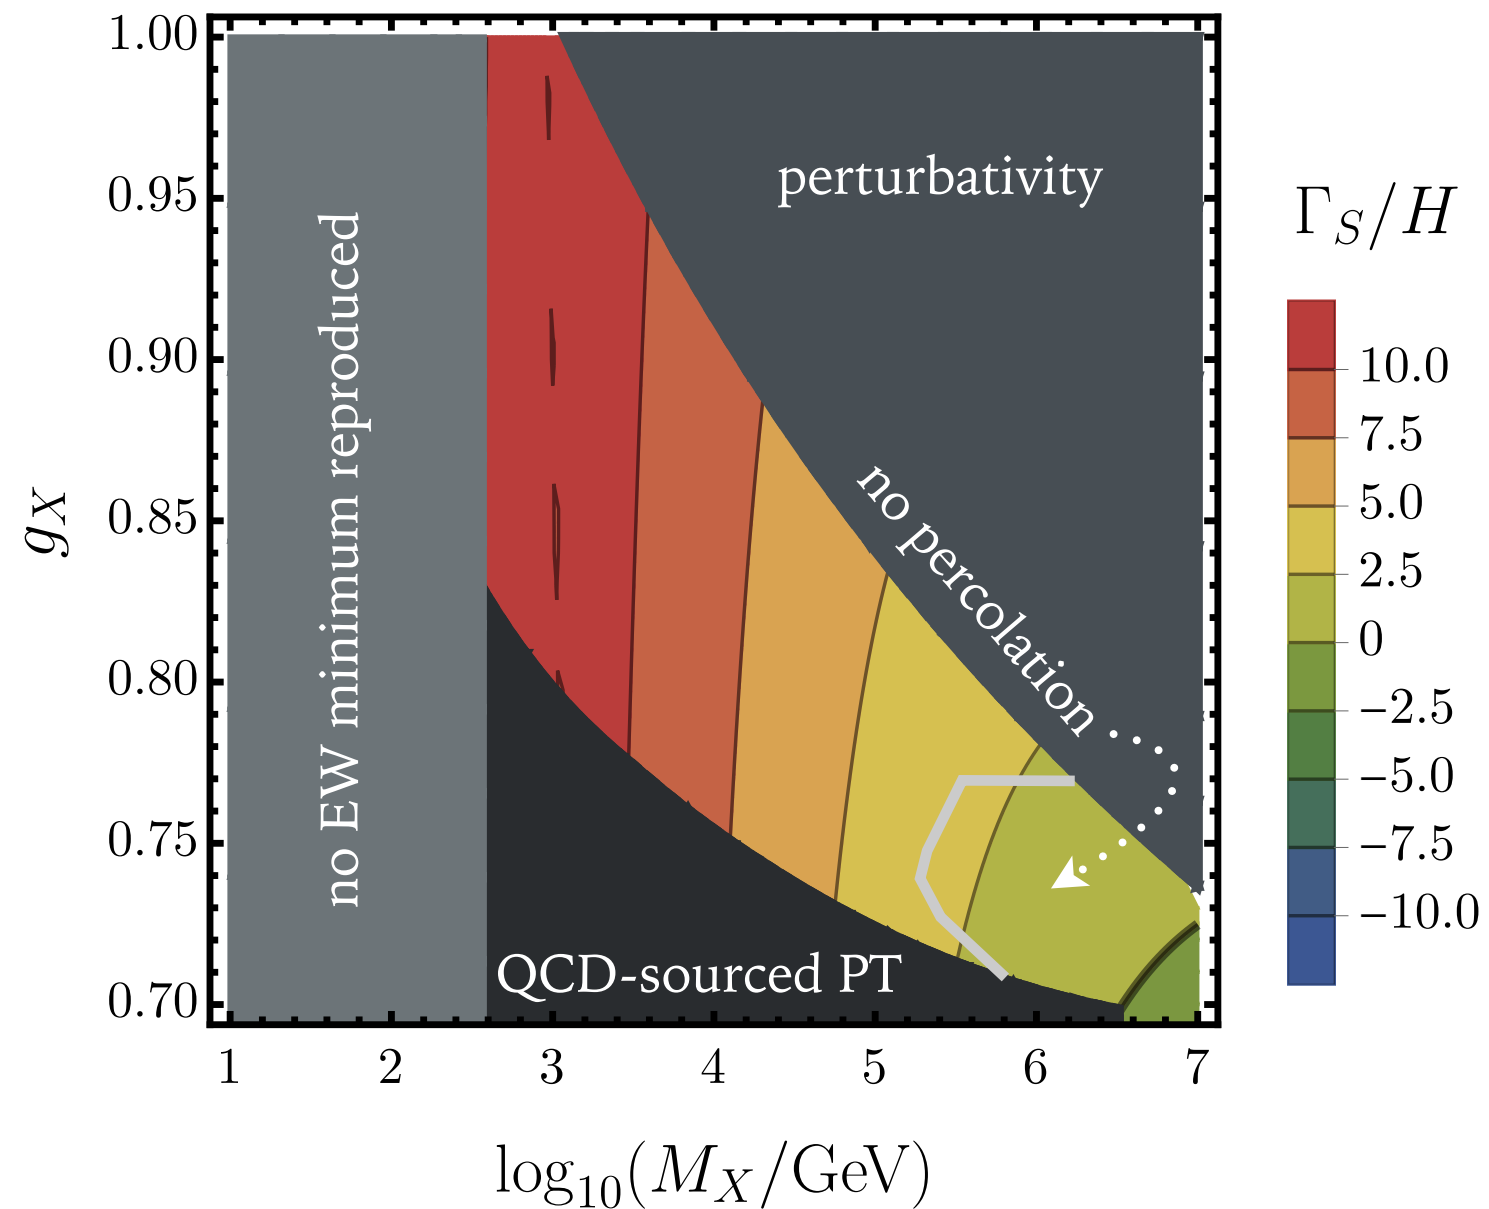 1.00
0.95
0.90
0.85
0.80
0.75
0.70
g_X
no EW minimum reproduced
perturbativity
no percolation
QCD-sourced PT
1 2 3 4 5 6 7
log₁₀(M_X/GeV)
Γ_S/H
10.0
7.5
5.0
2.5
0
−2.5
−5.0
−7.5
−10.0